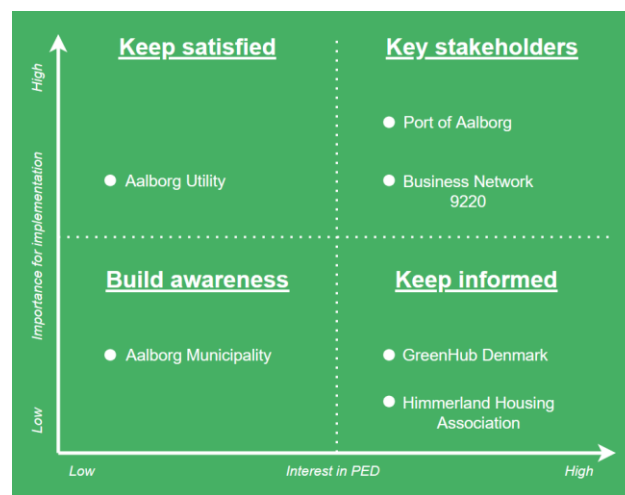 Keep satisfied
Key stakeholders
High
Port of Aalborg
Aalborg Utility
Business Network
9220
Importance for implementation
Build awareness
Keep informed
Aalborg Municipality
GreenHub Denmark
Himmerland Housing
Association
Low
Low
Interest in PED
High